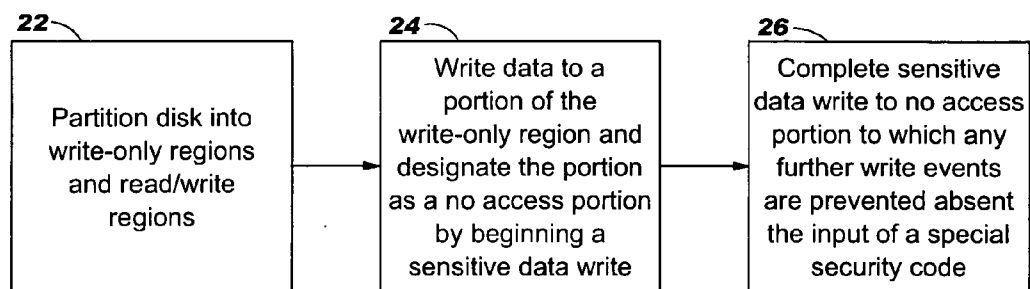 22
Partition disk into
write-only regions
and read/write
regions
24
Write data to a
portion of the
write-only region and
designate the portion
as a no access portion
by beginning a
sensitive data write
26
Complete sensitive
data write to no access
portion to which any
further write events
are prevented absent
the input of a special
security code